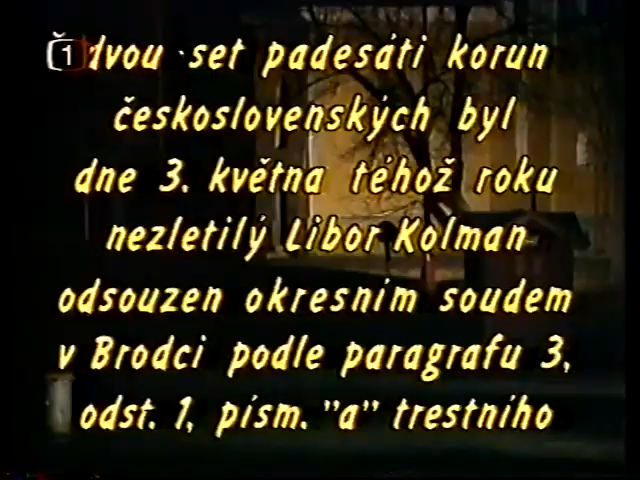 Č1
dvou set padesáti korun
československých byl
dne 3. května téhož roku
nezletilý Libor Kolman
odsouzen okresním soudem
v Brodci podle paragrafu 3,
odst. 1, písm. "a" trestního